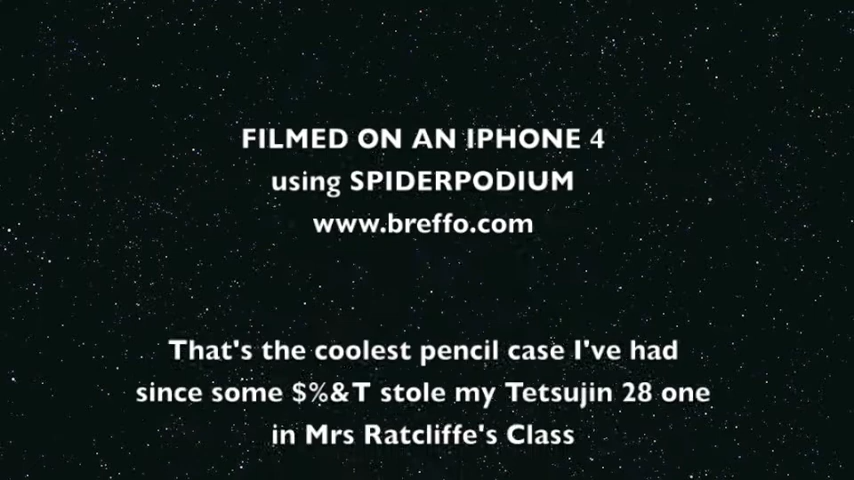 FILMED ON AN IPHONE 4
using SPIDERPODIUM
www.breffo.com
That's the coolest pencil case I've had
since some $%&T stole my Tetsujin 28 one
in Mrs Ratcliffe's Class